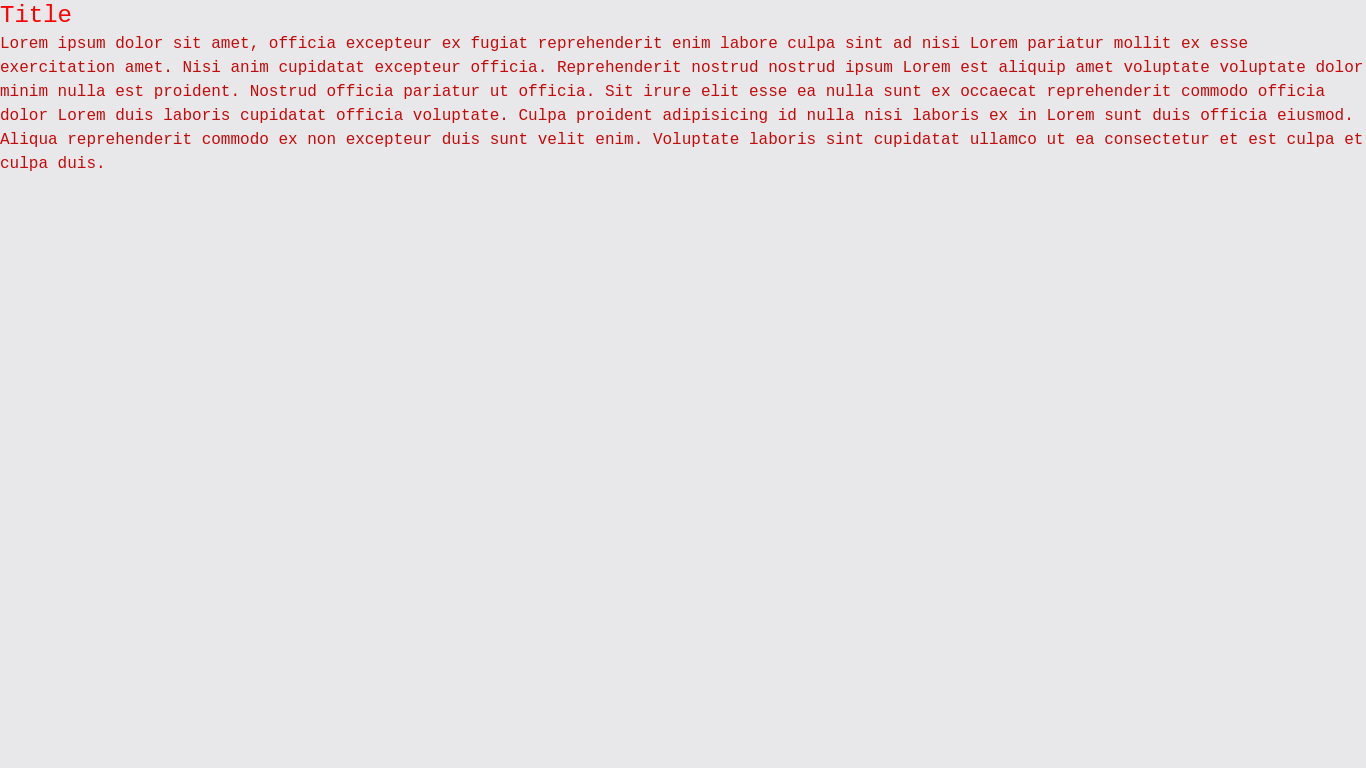 Title
Lorem ipsum dolor sit amet, officia excepteur ex fugiat reprehenderit enim labore culpa sint ad nisi Lorem pariatur mollit ex esse
exercitation amet. Nisi anim cupidatat excepteur officia. Reprehenderit nostrud nostrud ipsum Lorem est aliquip amet voluptate voluptate dolor
minim nulla est proident. Nostrud officia pariatur ut officia. Sit irure elit esse ea nulla sunt ex occaecat reprehenderit commodo officia
dolor Lorem duis laboris cupidatat officia voluptate. Culpa proident adipisicing id nulla nisi laboris ex in Lorem sunt duis officia eiusmod.
Aliqua reprehenderit commodo ex non excepteur duis sunt velit enim. Voluptate laboris sint cupidatat ullamco ut ea consectetur et est culpa et
culpa duis.